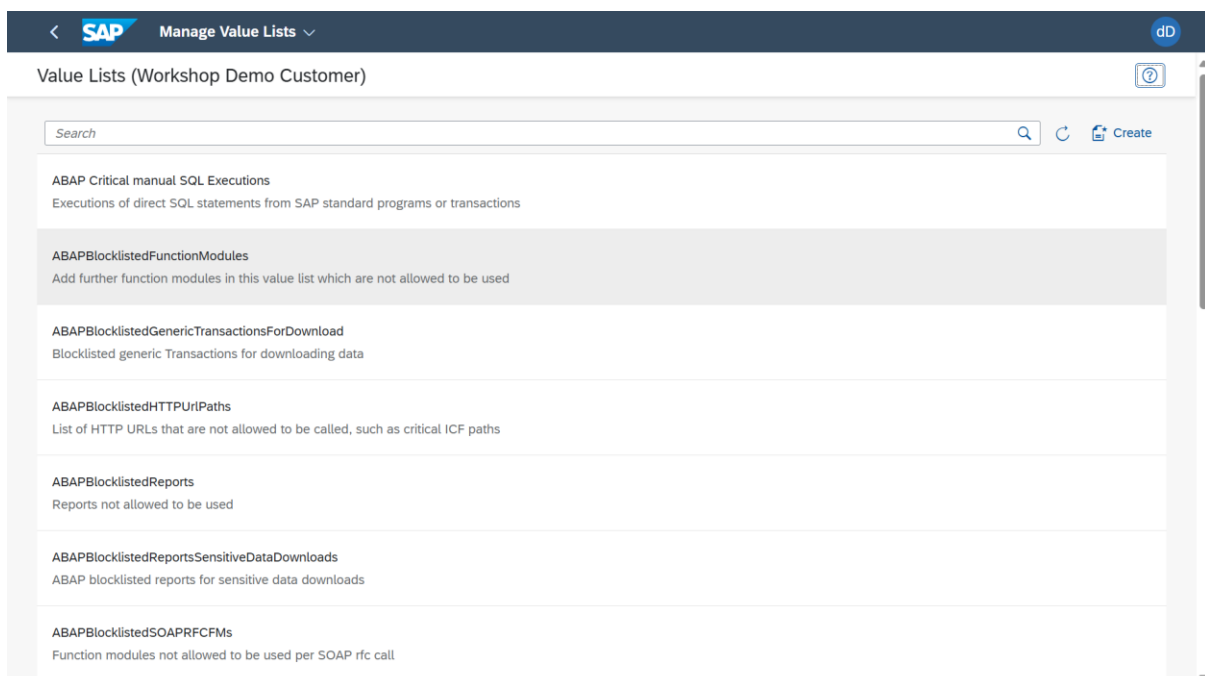 SAP Manage Value Lists dD
Value Lists (Workshop Demo Customer)
Search Create
ABAP Critical manual SQL Executions
Executions of direct SQL statements from SAP standard programs or transactions
ABAPBlocklistedFunctionModules
Add further function modules in this value list which are not allowed to be used
ABAPBlocklistedGenericTransactionsForDownload
Blocklisted generic Transactions for downloading data
ABAPBlocklistedHTTPUrlPaths
List of HTTP URLs that are not allowed to be called, such as critical ICF paths
ABAPBlocklistedReports
Reports not allowed to be used
ABAPBlocklistedReportsSensitiveDataDownloads
ABAP blocklisted reports for sensitive data downloads
ABAPBlocklistedSOAPRFCFMs
Function modules not allowed to be used per SOAP rfc call